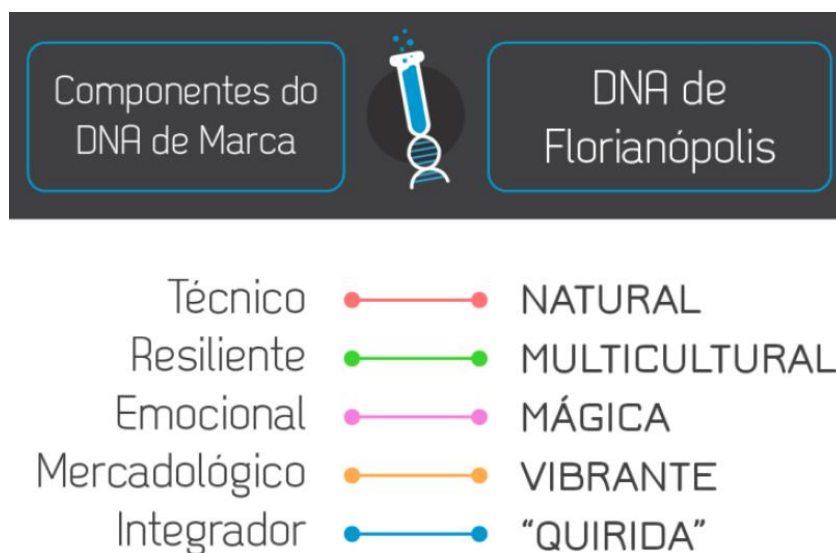 Componentes do
DNA de Marca
DNA de
Florianópolis
Técnico NATURAL
Resiliente MULTICULTURAL
Emocional MÁGICA
Mercadológico VIBRANTE
Integrador “QUIRIDA”